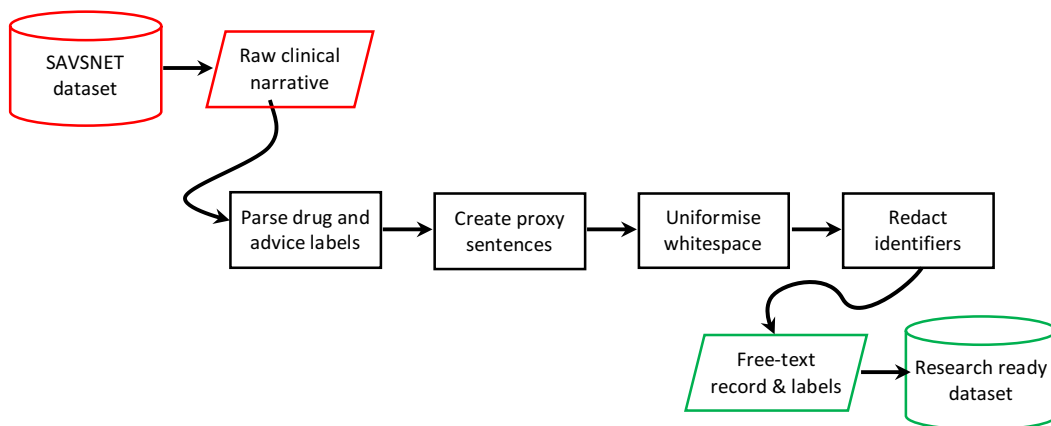 SAVSNET
dataset
Raw clinical
narrative
Parse drug and
advice labels
Create proxy
sentences
Uniformise
whitespace
Redact
identifiers
Free-text
record & labels
Research ready
dataset